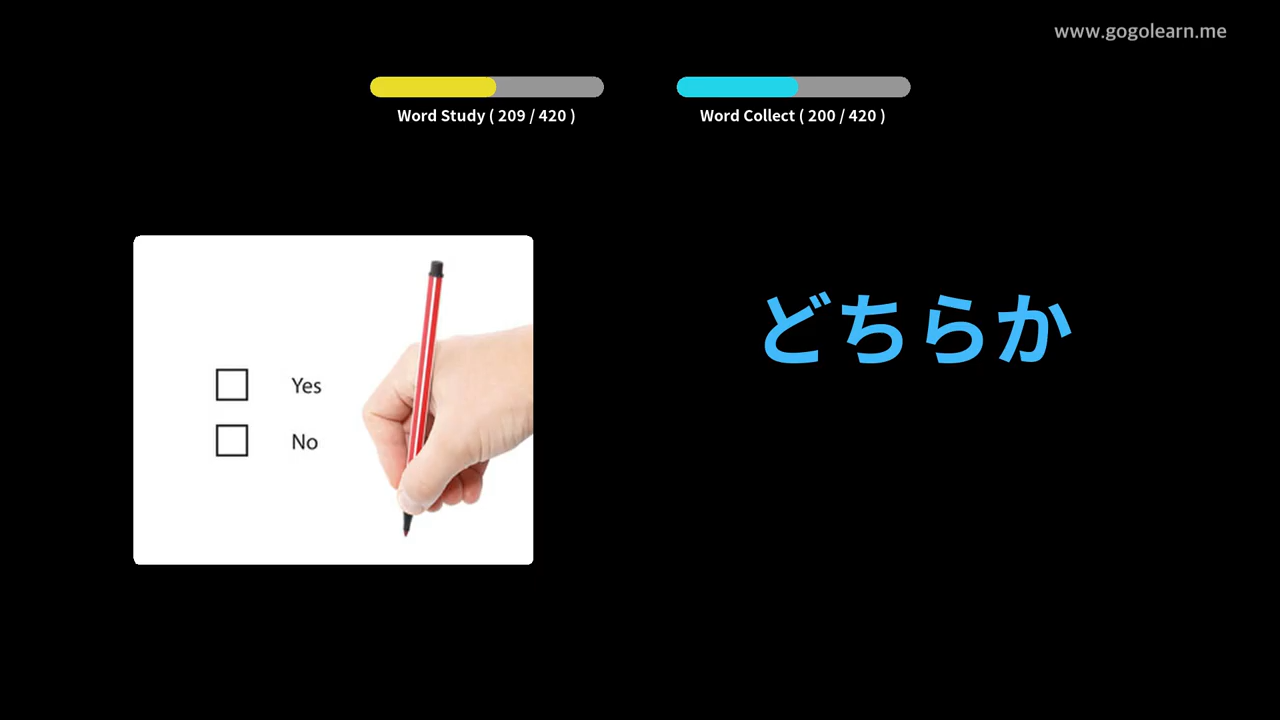 www.gogolearn.me
Word Study ( 209 / 420 )
Word Collect ( 200 / 420 )
Yes
No
どちらか